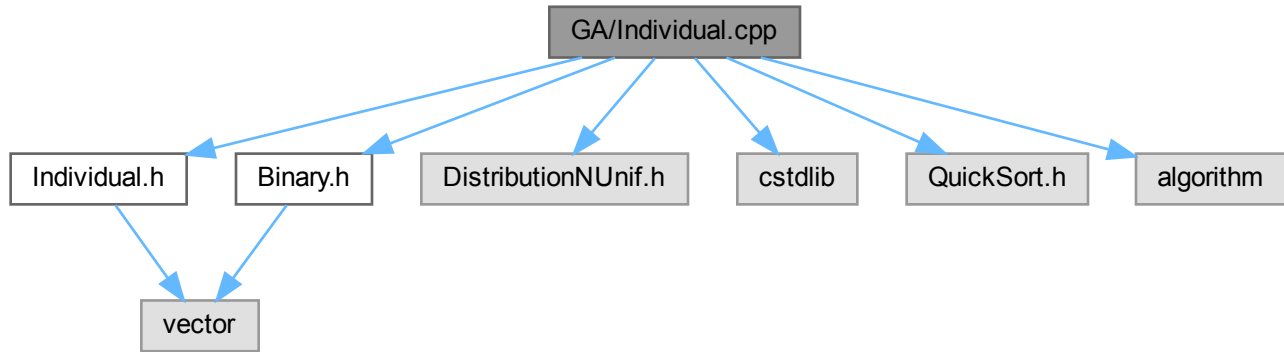 GA/Individual.cpp
Individual.h
Binary.h
DistributionNUnif.h
cstdlib
QuickSort.h
algorithm
vector